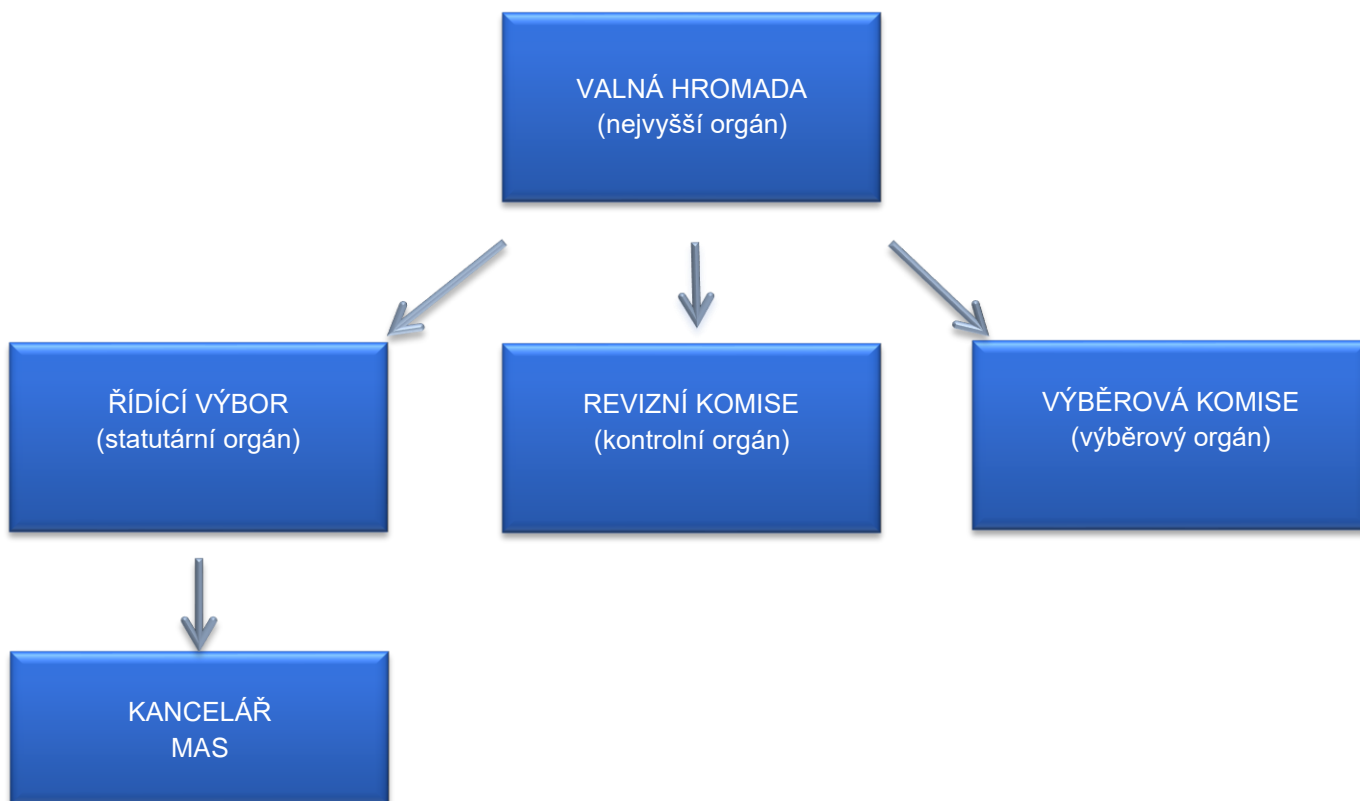 VALNÁ HROMADA
(nejvyšší orgán)
ŘÍDÍCÍ VÝBOR
(statutární orgán)
REVIZNÍ KOMISE
(kontrolní orgán)
VÝBĚROVÁ KOMISE
(výběrový orgán)
KANCELÁŘ
MAS